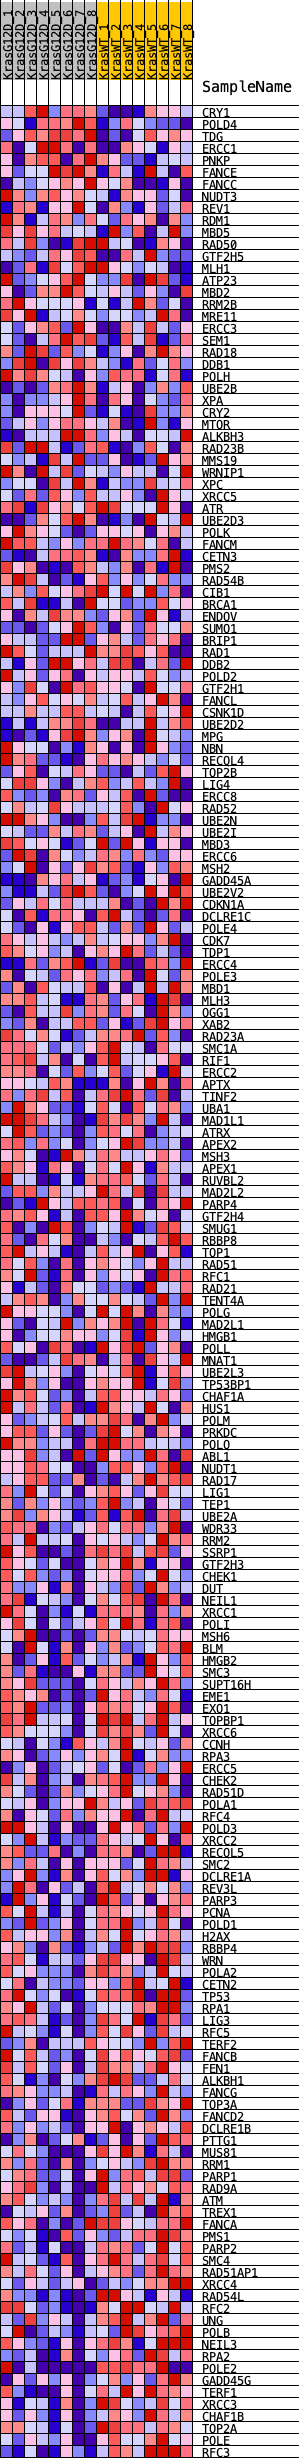 KrasG12D_1
KrasG12D_2
KrasG12D_3
KrasG12D_4
KrasG12D_5
KrasG12D_6
KrasG12D_7
KrasG12D_8
KrasWT_1
KrasWT_2
KrasWT_3
KrasWT_4
KrasWT_5
KrasWT_6
KrasWT_7
KrasWT_8
SampleName
CRY1
POLD4
TDG
ERCC1
PNKP
FANCE
FANCC
NUDT3
REV1
RDM1
MBD5
RAD50
GTF2H5
MLH1
ATP23
MBD2
RRM2B
MRE11
ERCC3
SEM1
RAD18
DDB1
POLH
UBE2B
XPA
CRY2
MTOR
ALKBH3
RAD23B
MMS19
WRNIP1
XPC
XRCC5
ATR
UBE2D3
POLK
FANCM
CETN3
PMS2
RAD54B
CIB1
BRCA1
ENDOV
SUMO1
BRIP1
RAD1
DDB2
POLD2
GTF2H1
FANCL
CSNK1D
UBE2D2
MPG
NBN
RECQL4
TOP2B
LIG4
ERCC8
RAD52
UBE2N
UBE2I
MBD3
ERCC6
MSH2
GADD45A
UBE2V2
CDKN1A
DCLRE1C
POLE4
CDK7
TDP1
ERCC4
POLE3
MBD1
MLH3
OGG1
XAB2
RAD23A
SMC1A
RIF1
ERCC2
APTX
TINF2
UBA1
MAD1L1
ATRX
APEX2
MSH3
APEX1
RUVBL2
MAD2L2
PARP4
GTF2H4
SMUG1
RBBP8
TOP1
RAD51
RFC1
RAD21
TENT4A
POLG
MAD2L1
HMGB1
POLL
MNAT1
UBE2L3
TP53BP1
CHAF1A
HUS1
POLM
PRKDC
POLQ
ABL1
NUDT1
RAD17
LIG1
TEP1
UBE2A
WDR33
RRM2
SSRP1
GTF2H3
CHEK1
DUT
NEIL1
XRCC1
POLI
MSH6
BLM
HMGB2
SMC3
SUPT16H
EME1
EXO1
TOPBP1
XRCC6
CCNH
RPA3
ERCC5
CHEK2
RAD51D
POLA1
RFC4
POLD3
XRCC2
RECQL5
SMC2
DCLRE1A
REV3L
PARP3
PCNA
POLD1
H2AX
RBBP4
WRN
POLA2
CETN2
TP53
RPA1
LIG3
RFC5
TERF2
FANCB
FEN1
ALKBH1
FANCG
TOP3A
FANCD2
DCLRE1B
PTTG1
MUS81
RRM1
PARP1
RAD9A
ATM
TREX1
FANCA
PMS1
PARP2
SMC4
RAD51AP1
XRCC4
RAD54L
RFC2
UNG
POLB
NEIL3
RPA2
POLE2
GADD45G
TERF1
XRCC3
CHAF1B
TOP2A
POLE
RFC3